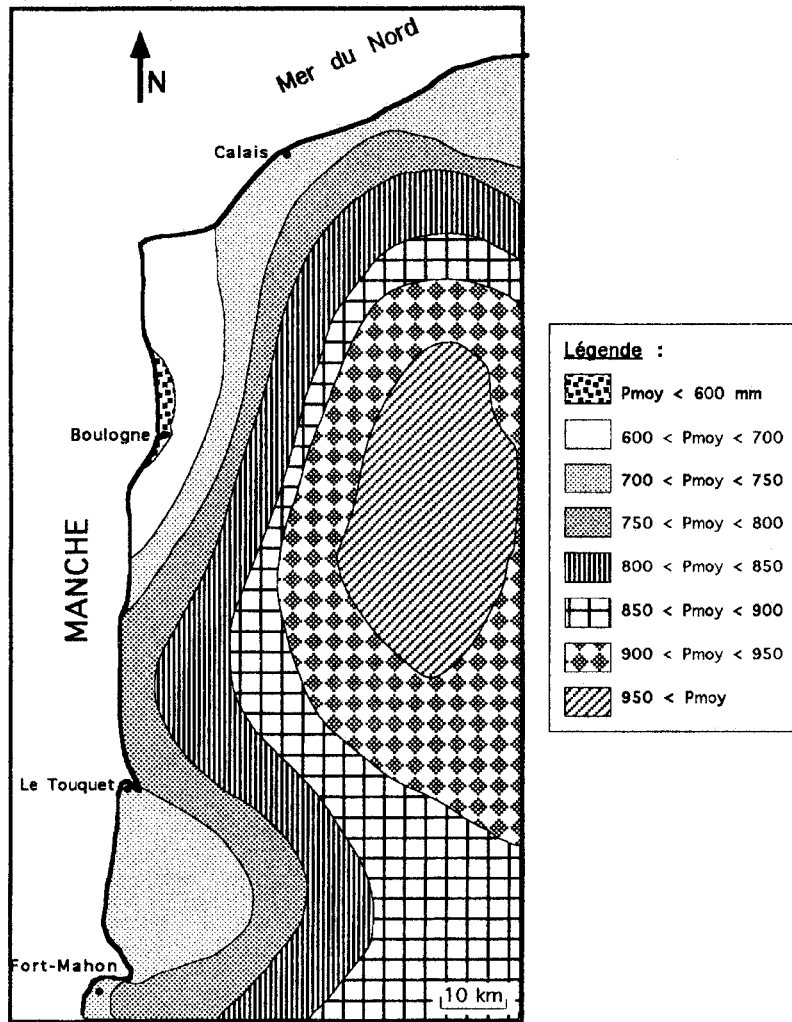 N
Mer du Nord
Calais
Boulogne
MANCHE
Le Touquet
Fort-Mahon
10 km
Légende :
Pmoy < 600 mm
600 < Pmoy < 700
700 < Pmoy < 750
750 < Pmoy < 800
800 < Pmoy < 850
850 < Pmoy < 900
900 < Pmoy < 950
950 < Pmoy